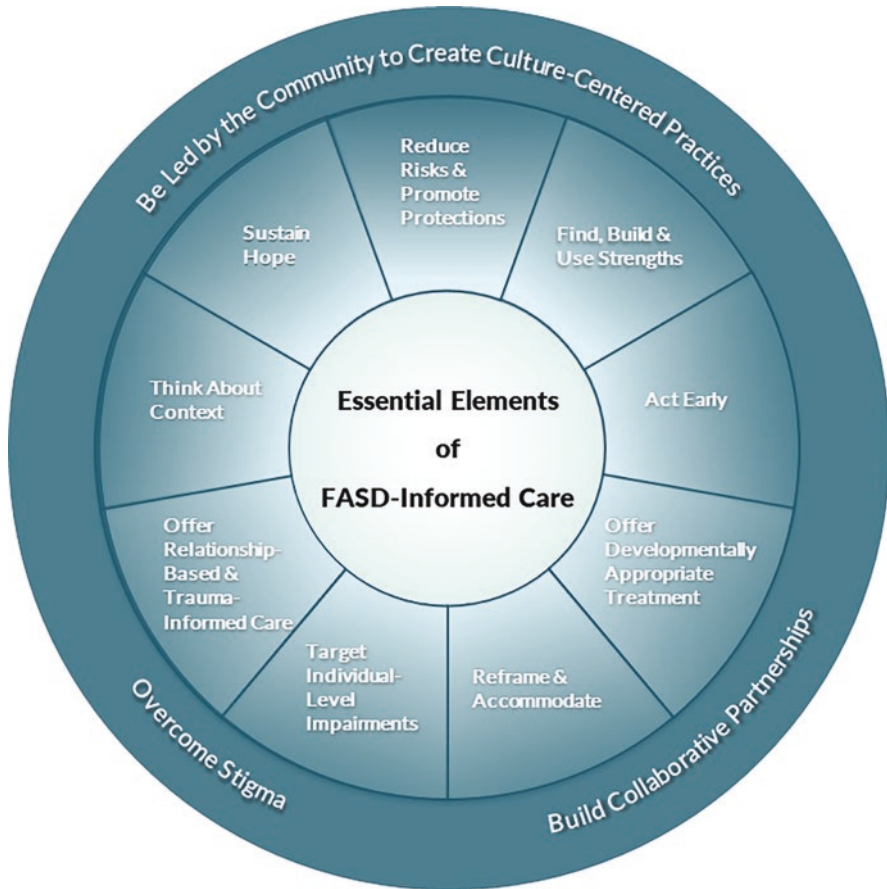 Be Led by the Community to Create Culture-Centered Practices
Reduce
Risks &
Promote
Protections
Find, Build &
Use Strengths
Act Early
Offer
Developmentally
Appropriate
Treatment
Reframe &
Accommodate
Target
Individual-
Level
Impairments
Offer
Relationship-
Based &
Trauma-
Informed Care
Think About
Context
Sustain
Hope
Essential Elements
of
FASD-Informed Care
Build Collaborative Partnerships
Overcome Stigma